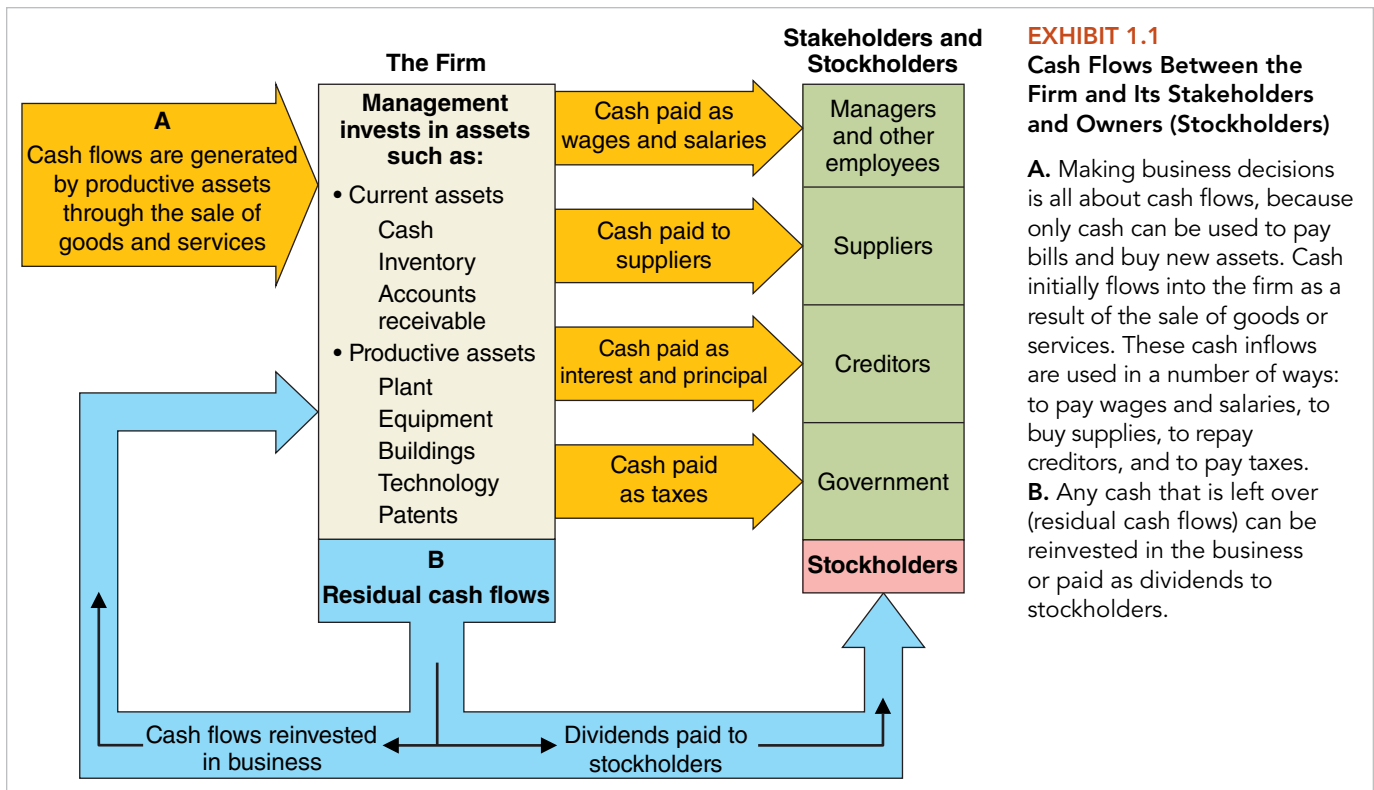 The Firm
Stakeholders and
Stockholders
A
Cash flows are generated
by productive assets
through the sale of
goods and services
Management
invests in assets
such as:
• Current assets
Cash
Inventory
Accounts
receivable
• Productive assets
Plant
Equipment
Buildings
Technology
Patents
B
Residual cash flows
Cash paid as
wages and salaries
Cash paid to
suppliers
Cash paid as
interest and principal
Cash paid
as taxes
Managers
and other
employees
Suppliers
Creditors
Government
Stockholders
Cash flows reinvested
in business
Dividends paid to
stockholders
EXHIBIT 1.1
Cash Flows Between the
Firm and Its Stakeholders
and Owners (Stockholders)
A. Making business decisions
is all about cash flows, because
only cash can be used to pay
bills and buy new assets. Cash
initially flows into the firm as a
result of the sale of goods or
services. These cash inflows
are used in a number of ways:
to pay wages and salaries, to
buy supplies, to repay
creditors, and to pay taxes.
B. Any cash that is left over
(residual cash flows) can be
reinvested in the business
or paid as dividends to
stockholders.